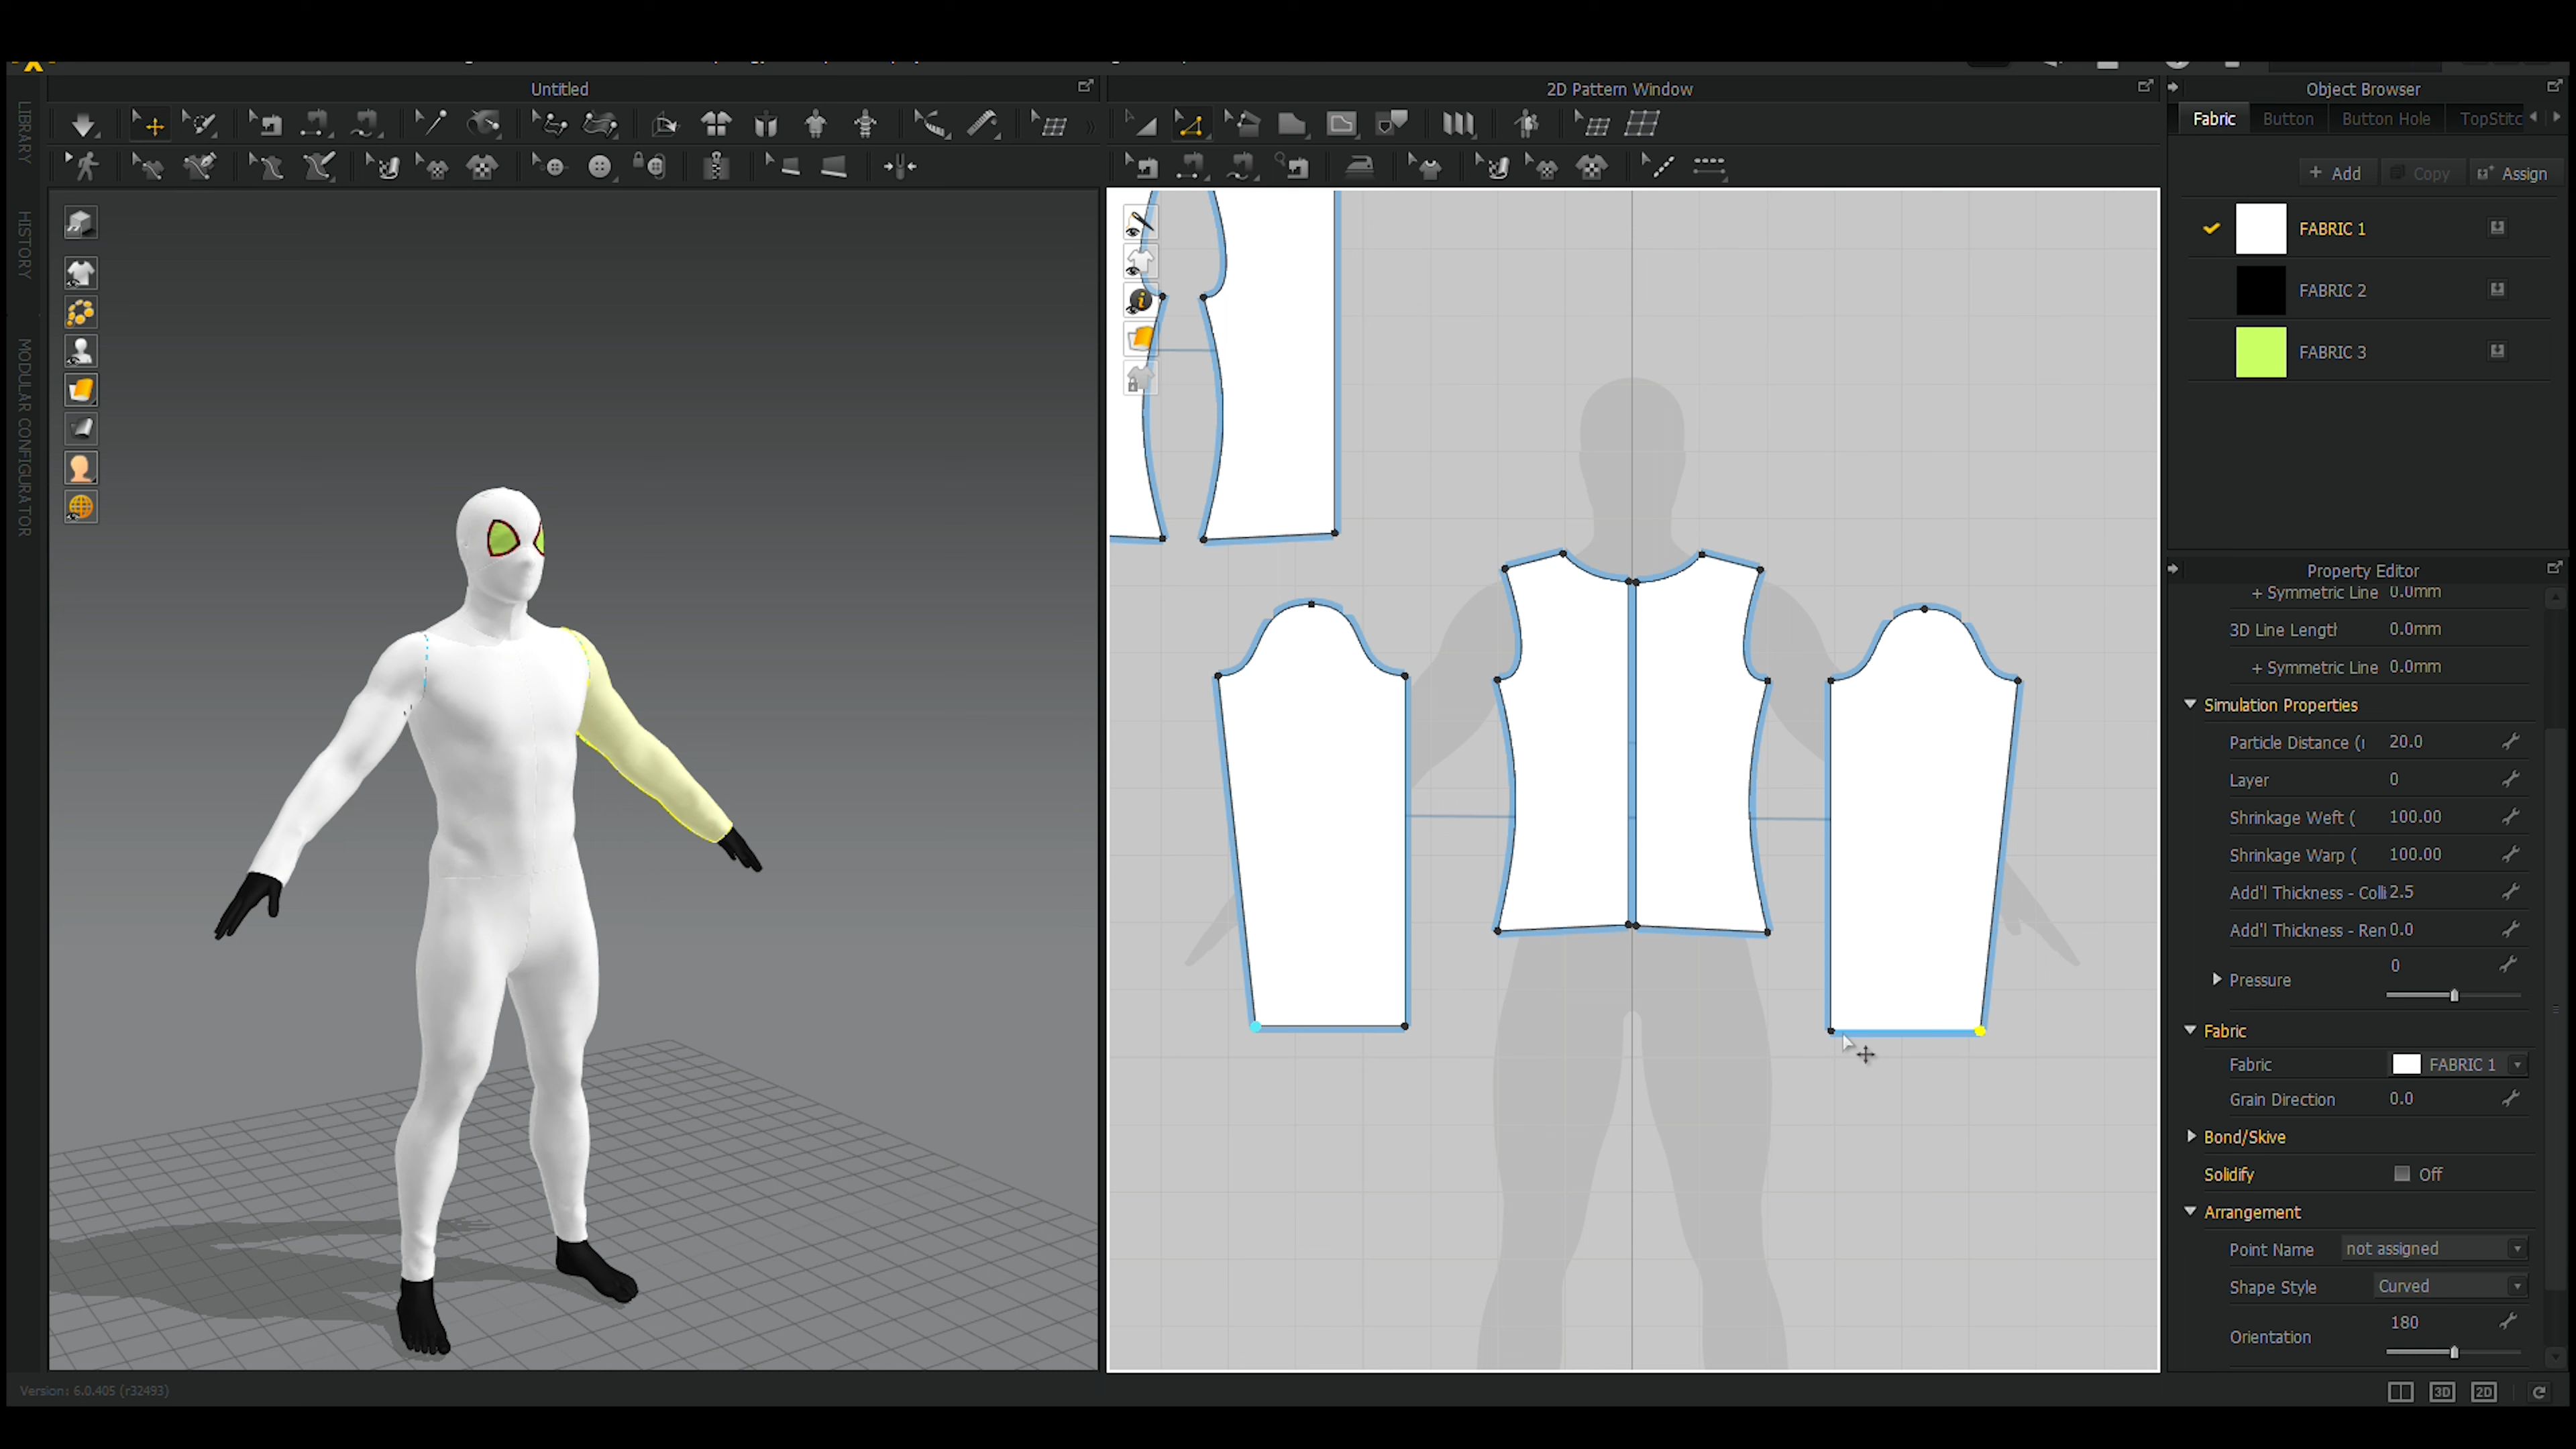 Untitled
2D Pattern Window
Object Browser
LIBRARY
HISTORY
MODULAR CONFIGURATOR
Fabric
Button
Button Hole
TopStitc
+ Add
Copy
Assign
FABRIC 1
FABRIC 2
FABRIC 3
Property Editor
+ Symmetric Line 0.0mm
3D Line Length 0.0mm
+ Symmetric Line 0.0mm
Simulation Properties
Particle Distance ( 20.0
Layer 0
Shrinkage Weft ( 100.00
Shrinkage Warp ( 100.00
Add'l Thickness - Colli 2.5
Add'l Thickness - Ren 0.0
Pressure 0
Fabric
Fabric FABRIC 1
Grain Direction 0.0
Bond/Skive
Solidify Off
Arrangement
Point Name not assigned
Shape Style Curved
Orientation 180
Version: 6.0.405 (r32493)
3D
2D